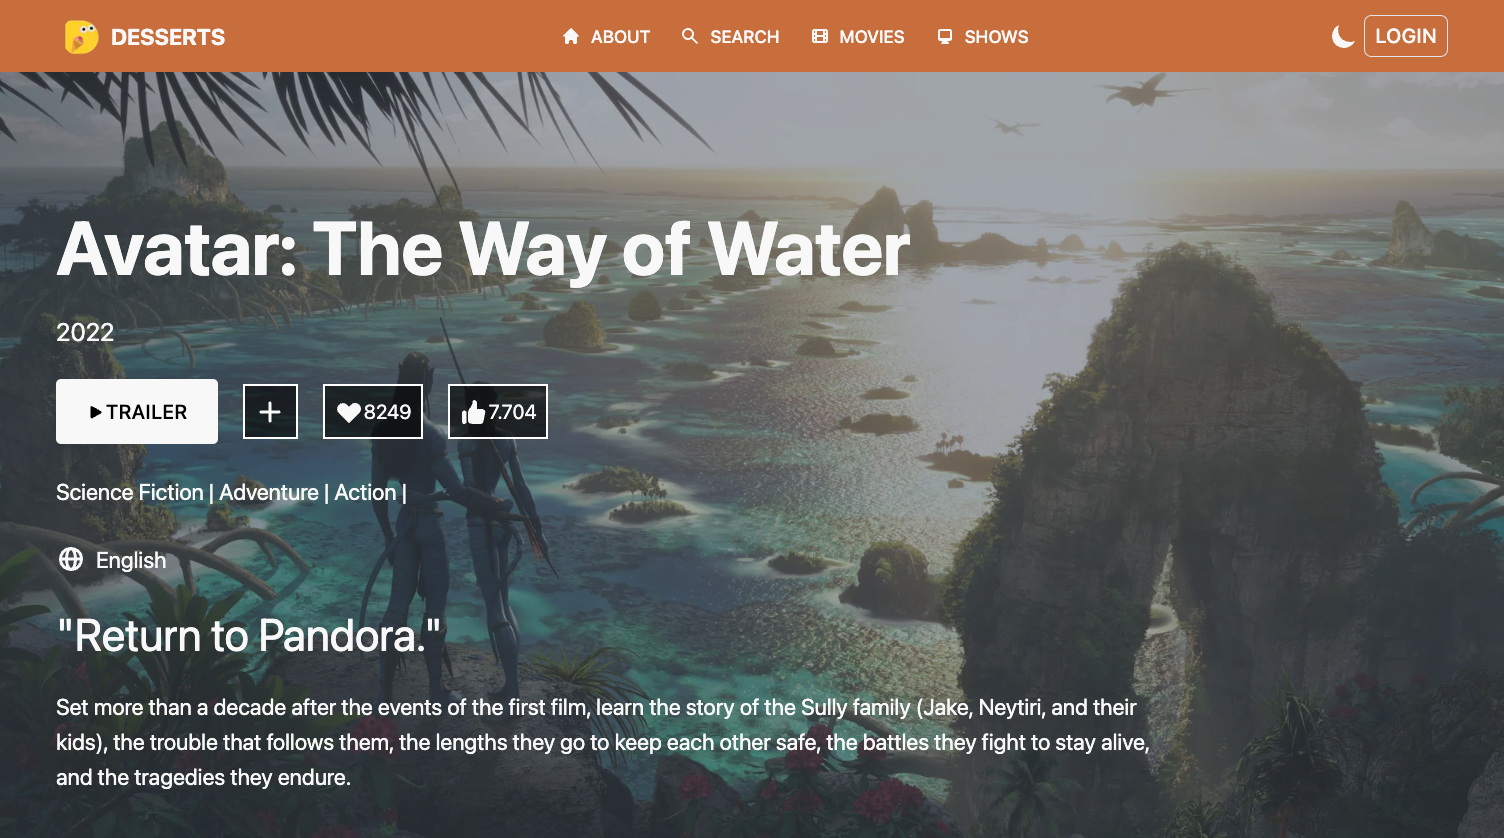 DESSERTS
ABOUT
SEARCH
MOVIES
SHOWS
LOGIN
Avatar: The Way of Water
2022
TRAILER
8249
7.704
Science Fiction | Adventure | Action |
English
"Return to Pandora."
Set more than a decade after the events of the first film, learn the story of the Sully family (Jake, Neytiri, and their
kids), the trouble that follows them, the lengths they go to keep each other safe, the battles they fight to stay alive,
and the tragedies they endure.